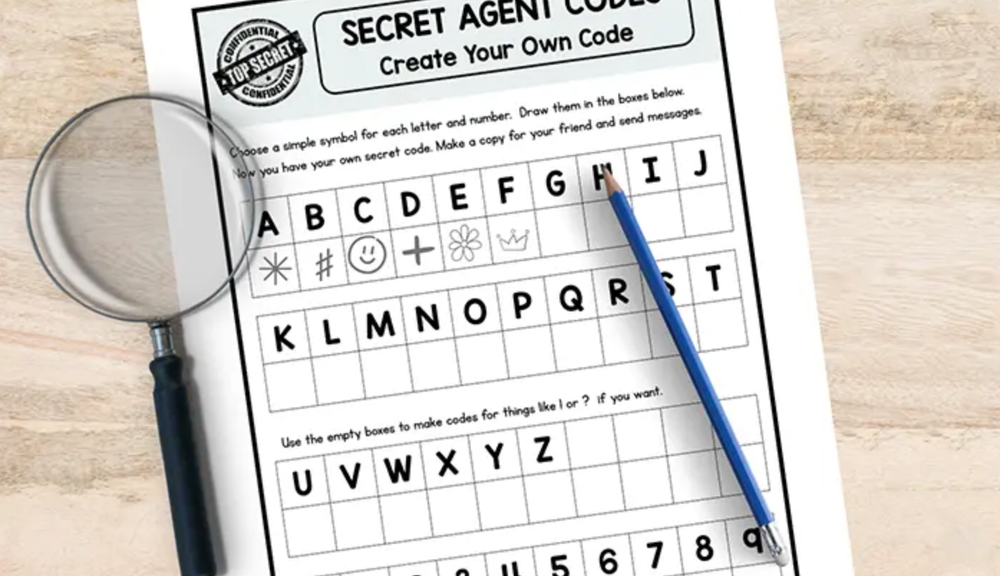 CONFIDENTIAL
TOP SECRET
CONFIDENTIAL
SECRET AGENT CODES
Create Your Own Code
Choose a simple symbol for each letter and number. Draw them in the boxes below.
Now you have your own secret code. Make a copy for your friend and send messages.
A B C D E F G H I J
* # + 
K L M N O P Q R S T
Use the empty boxes to make codes for things like ! or ? if you want.
U V W X Y Z
4 5 6 7 8 9